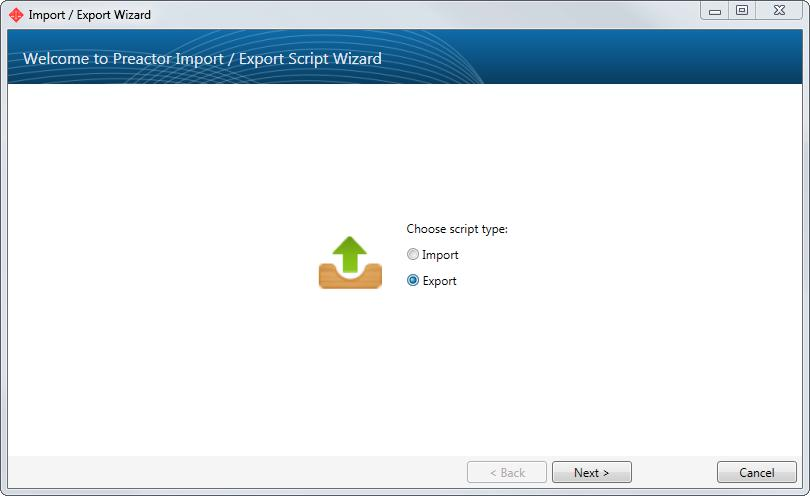 Import / Export Wizard
Welcome to Preactor Import / Export Script Wizard
Choose script type:
Import
Export
< Back
Next >
Cancel